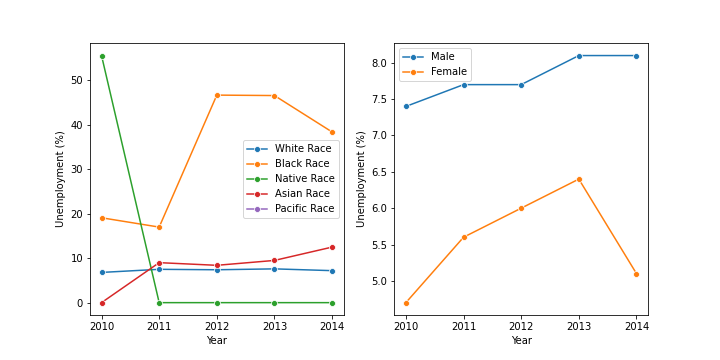 Unemployment (%)
50
40
30
20
10
0
2010 2011 2012 2013 2014
Year
White Race
Black Race
Native Race
Asian Race
Pacific Race
Unemployment (%)
8.0
7.5
7.0
6.5
6.0
5.5
5.0
2010 2011 2012 2013 2014
Year
Male
Female